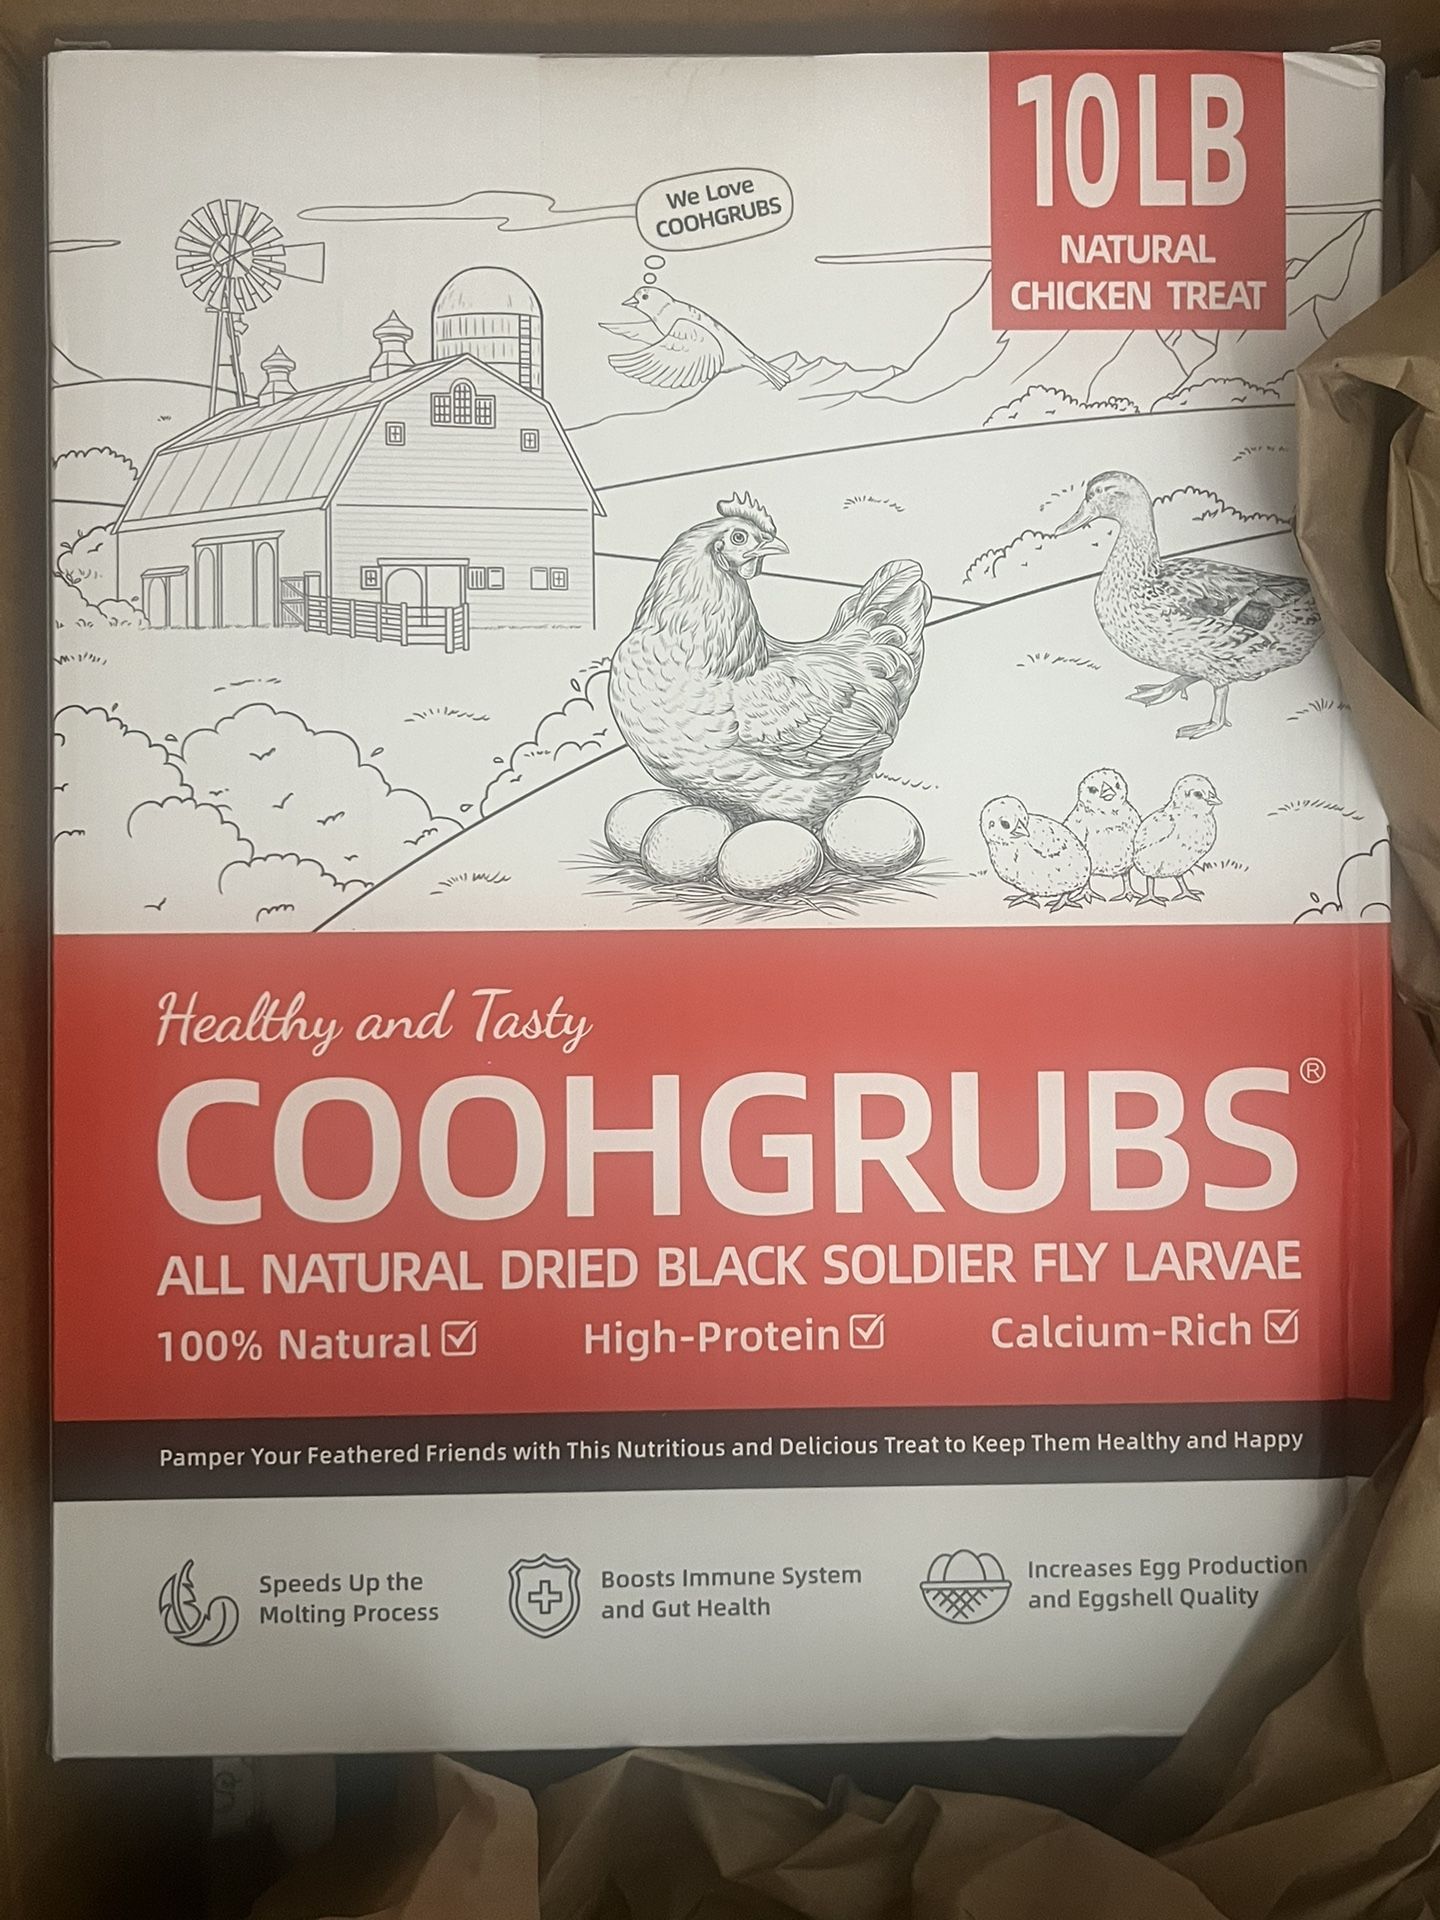 10 LB
NATURAL
CHICKEN TREAT
We Love
COOHGRUBS
Healthy and Tasty
COOHGRUBS®
ALL NATURAL DRIED BLACK SOLDIER FLY LARVAE
100% Natural High-Protein Calcium-Rich
Pamper Your Feathered Friends with This Nutritious and Delicious Treat to Keep Them Healthy and Happy
Speeds Up the
Molting Process
Boosts Immune System
and Gut Health
Increases Egg Production
and Eggshell Quality